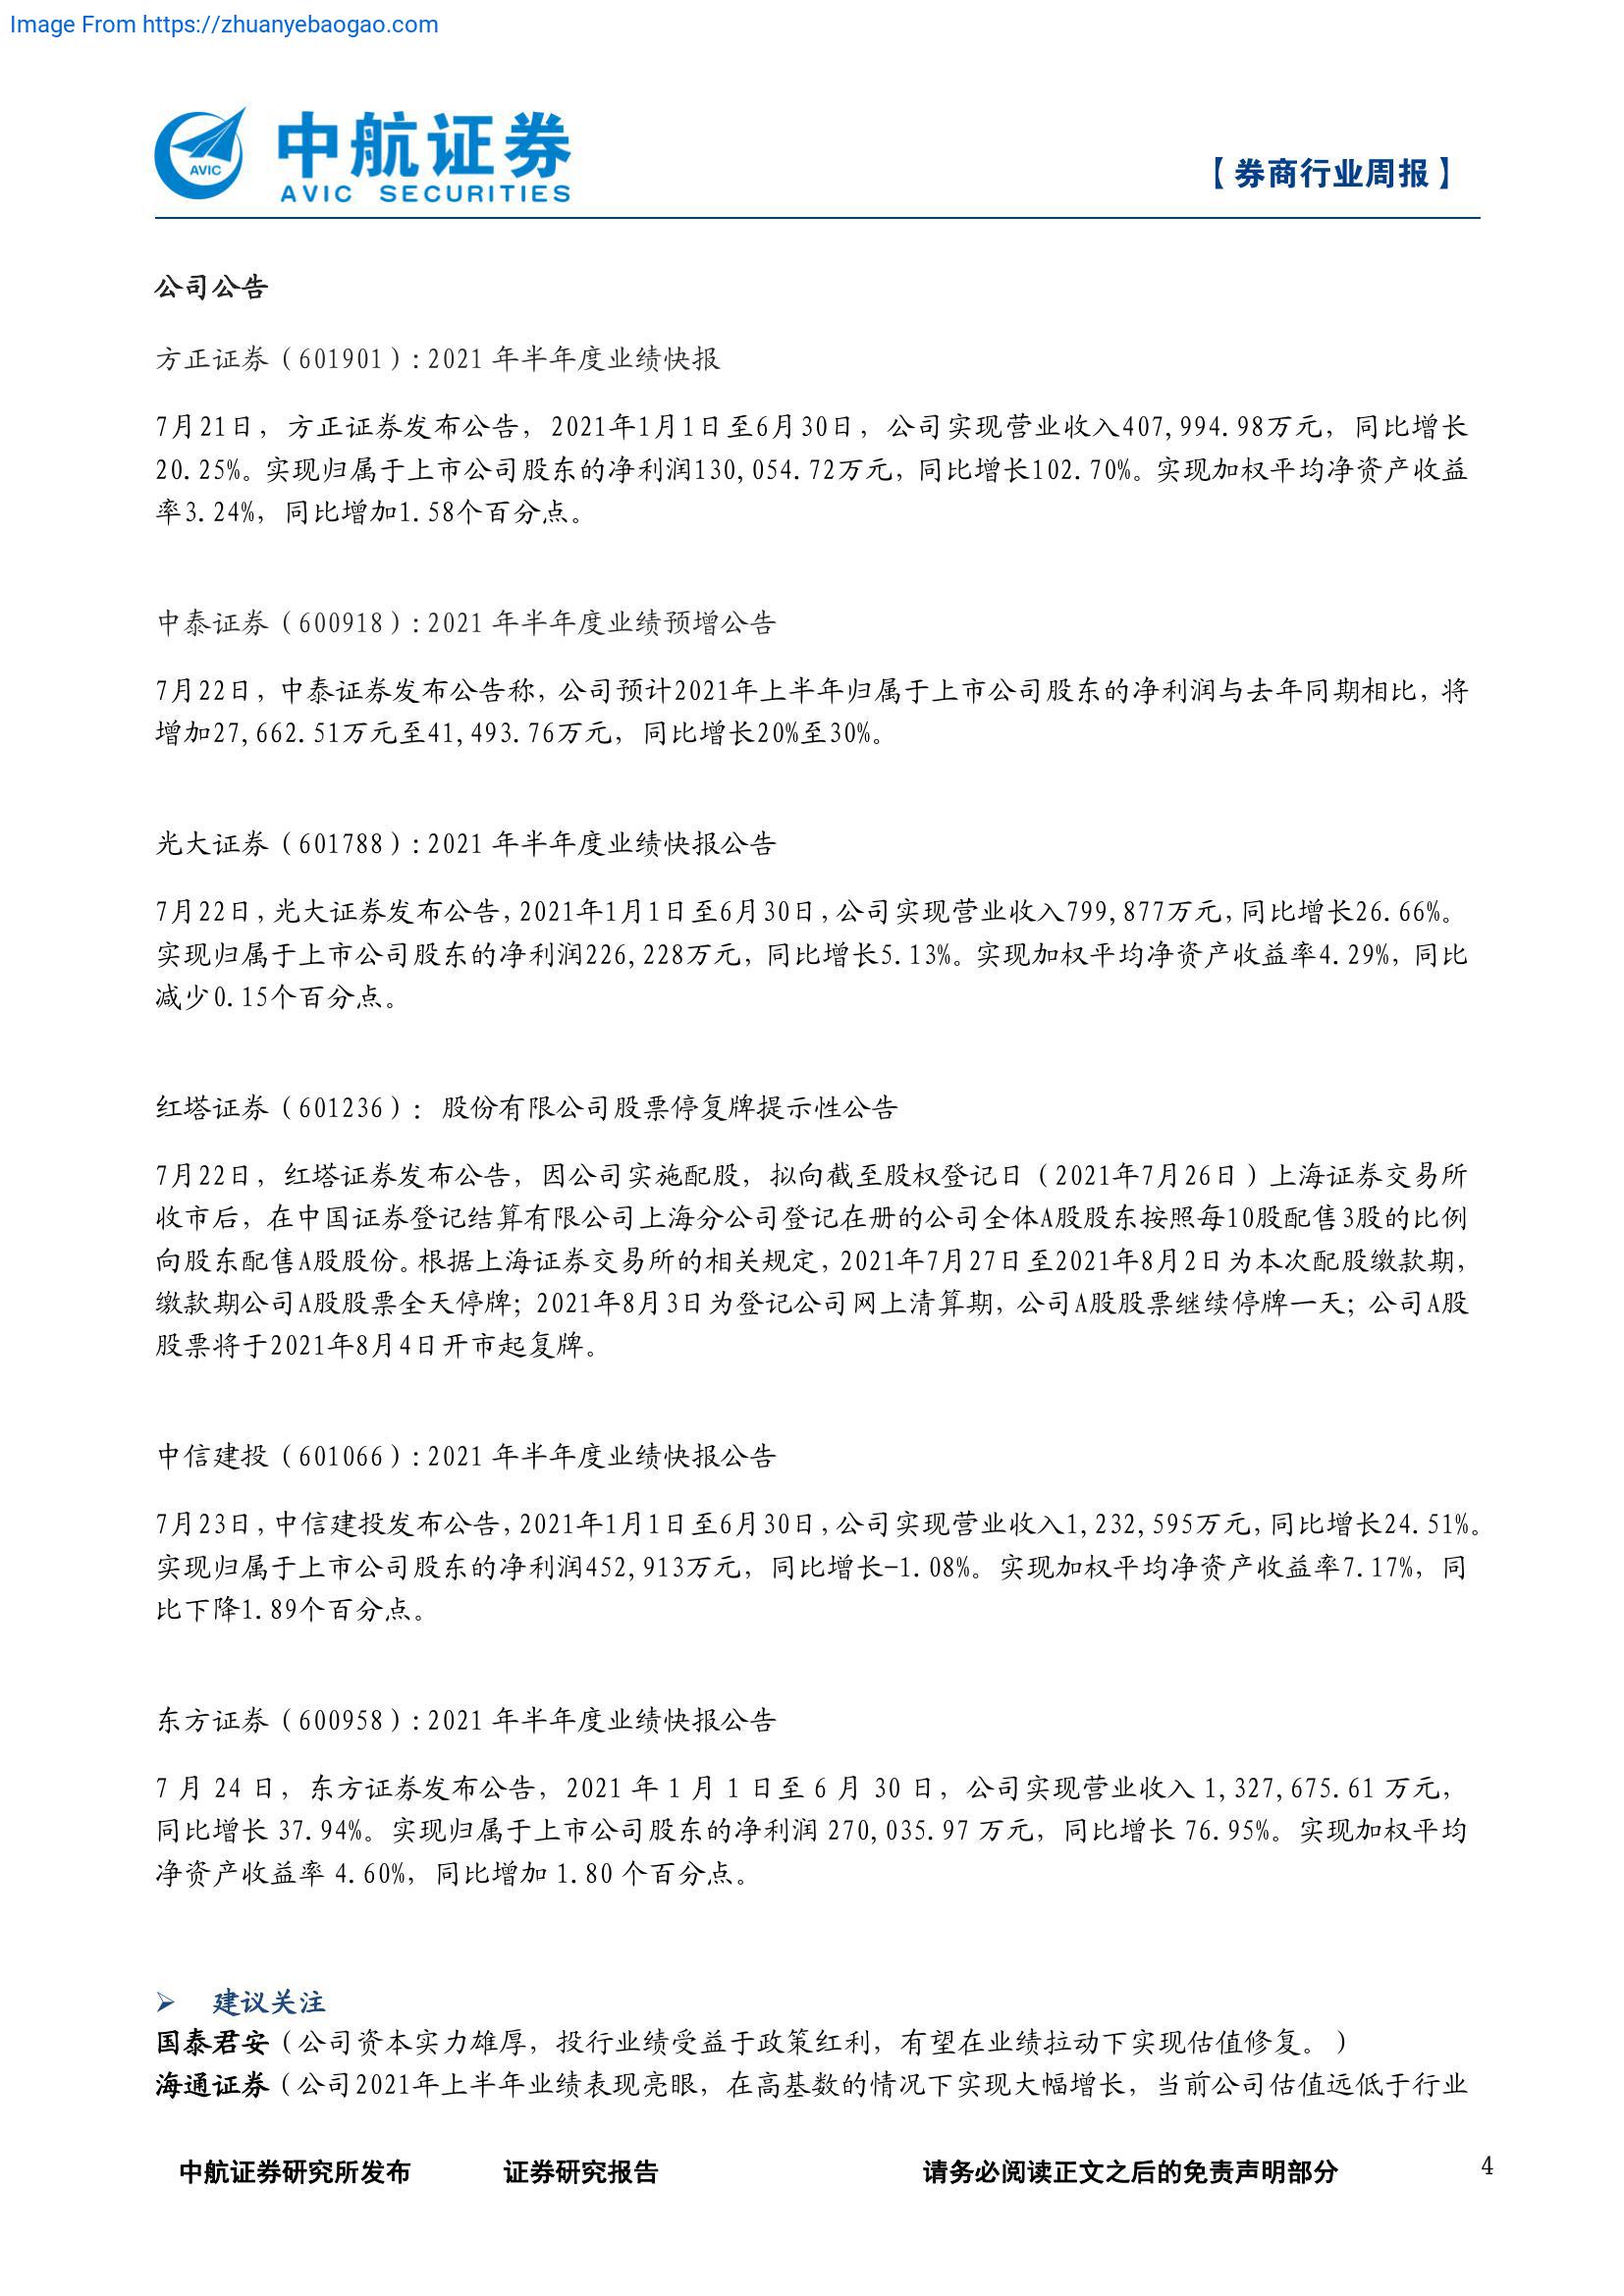 Image From https://zhuanyebaogao.com
AVIC
中航证券
AVIC SECURITIES
【券商行业周报】
公司公告
方正证券（601901）：2021 年半年度业绩快报
7月21日，方正证券发布公告，2021年1月1日至6月30日，公司实现营业收入407,994.98万元，同比增长
20.25%。实现归属于上市公司股东的净利润130,054.72万元，同比增长102.70%。实现加权平均净资产收益
率3.24%，同比增加1.58个百分点。
中泰证券（600918）：2021 年半年度业绩预增公告
7月22日，中泰证券发布公告称，公司预计2021年上半年归属于上市公司股东的净利润与去年同期相比，将
增加27,662.51万元至41,493.76万元，同比增长20%至30%。
光大证券（601788）：2021 年半年度业绩快报公告
7月22日，光大证券发布公告，2021年1月1日至6月30日，公司实现营业收入799,877万元，同比增长26.66%。
实现归属于上市公司股东的净利润226,228万元，同比增长5.13%。实现加权平均净资产收益率4.29%，同比
减少0.15个百分点。
红塔证券（601236）：股份有限公司股票停复牌提示性公告
7月22日，红塔证券发布公告，因公司实施配股，拟向截至股权登记日（2021年7月26日）上海证券交易所
收市后，在中国证券登记结算有限公司上海分公司登记在册的公司全体A股股东按照每10股配售3股的比例
向股东配售A股股份。根据上海证券交易所的相关规定，2021年7月27日至2021年8月2日为本次配股缴款期，
缴款期公司A股股票全天停牌；2021年8月3日为登记公司网上清算期，公司A股股票继续停牌一天；公司A股
股票将于2021年8月4日开市起复牌。
中信建投（601066）：2021 年半年度业绩快报公告
7月23日，中信建投发布公告，2021年1月1日至6月30日，公司实现营业收入1,232,595万元，同比增长24.51%。
实现归属于上市公司股东的净利润452,913万元，同比增长-1.08%。实现加权平均净资产收益率7.17%，同
比下降1.89个百分点。
东方证券（600958）：2021 年半年度业绩快报公告
7 月 24 日，东方证券发布公告，2021 年 1 月 1 日至 6 月 30 日，公司实现营业收入 1,327,675.61 万元，
同比增长 37.94%。实现归属于上市公司股东的净利润 270,035.97 万元，同比增长 76.95%。实现加权平均
净资产收益率 4.60%，同比增加 1.80 个百分点。
➢ 建议关注
国泰君安（公司资本实力雄厚，投行业绩受益于政策红利，有望在业绩拉动下实现估值修复。）
海通证券（公司2021年上半年业绩表现亮眼，在高基数的情况下实现大幅增长，当前公司估值远低于行业
中航证券研究所发布 证券研究报告 请务必阅读正文之后的免责声明部分 4